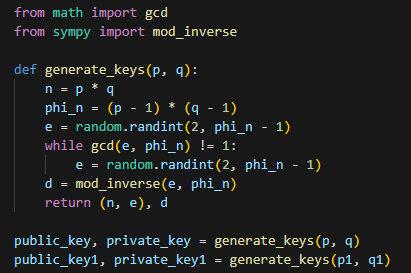 from math import gcd
from sympy import mod_inverse

def generate_keys(p, q):
    n = p * q
    phi_n = (p - 1) * (q - 1)
    e = random.randint(2, phi_n - 1)
    while gcd(e, phi_n) != 1:
        e = random.randint(2, phi_n - 1)
    d = mod_inverse(e, phi_n)
    return (n, e), d

public_key, private_key = generate_keys(p, q)
public_key1, private_key1 = generate_keys(p1, q1)